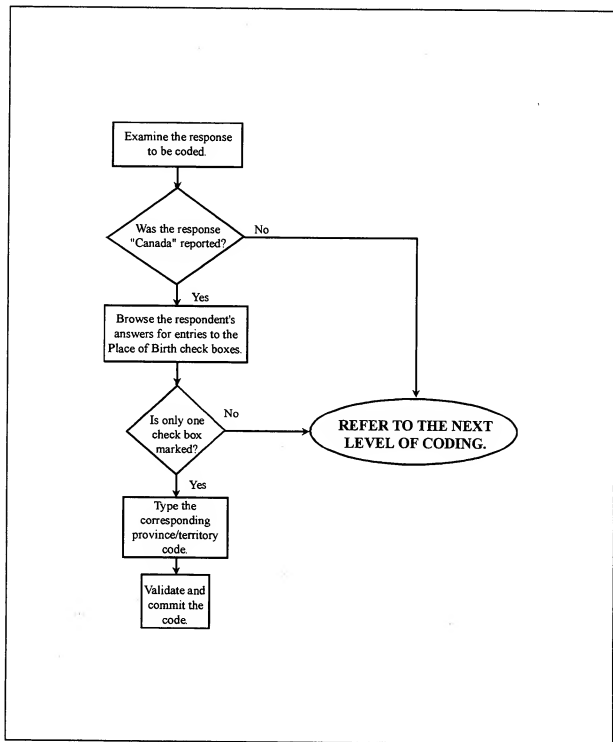 Examine the response
to be coded.
Was the response
"Canada" reported?
No
Yes
Browse the respondent's
answers for entries to the
Place of Birth check boxes.
Is only one
check box
marked?
No
REFER TO THE NEXT
LEVEL OF CODING.
Yes
Type the
corresponding
province/territory
code.
Validate and
commit the
code.